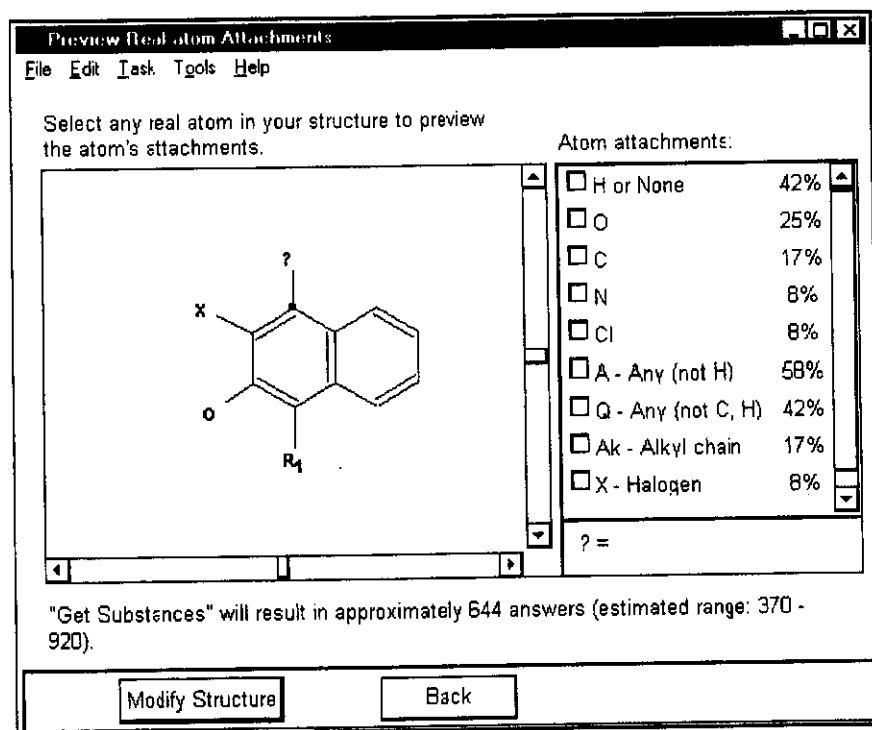 Preview Real-atom Attachments
File Edit Task Tools Help
Select any real atom in your structure to preview
the atom's attachments.
Atom attachments:
H or None 42%
O 25%
C 17%
N 8%
Cl 8%
A - Any (not H) 58%
Q - Any (not C, H) 42%
Ak - Alkyl chain 17%
X - Halogen 8%
? =
?
X
O
R1
"Get Substances" will result in approximately 644 answers (estimated range: 370 -
920).
Modify Structure Back